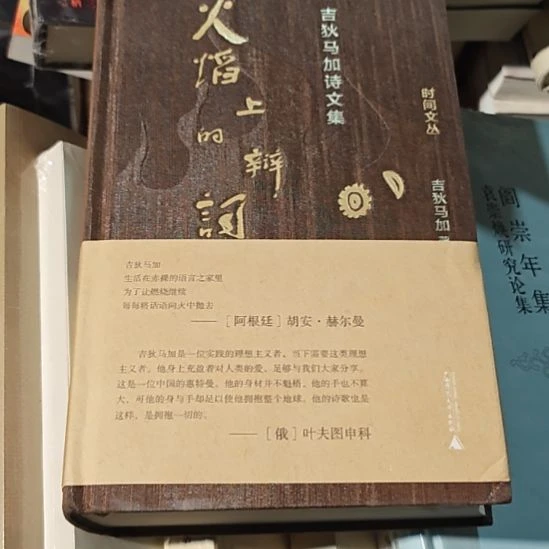 火焰上的辩词
吉狄马加诗文集
时间文丛
吉狄马加 著
吉狄马加
生活在赤裸的语言之家里
为了让燃烧继续
每每将话语向火中抛去
——［阿根廷］胡安·赫尔曼
吉狄马加是一位实践的理想主义者，当下需要这类理想
主义者。他身上充盈着对人类的爱，足够与我们大家分享。
这是一位中国的惠特曼，他的身材并不魁梧，他的手也不算
大，可他的身与手却足以使他拥抱整个地球。他的诗歌也是
这样，是拥抱一切的。
——［俄］叶夫图申科
阎崇年集
袁崇焕研究论集